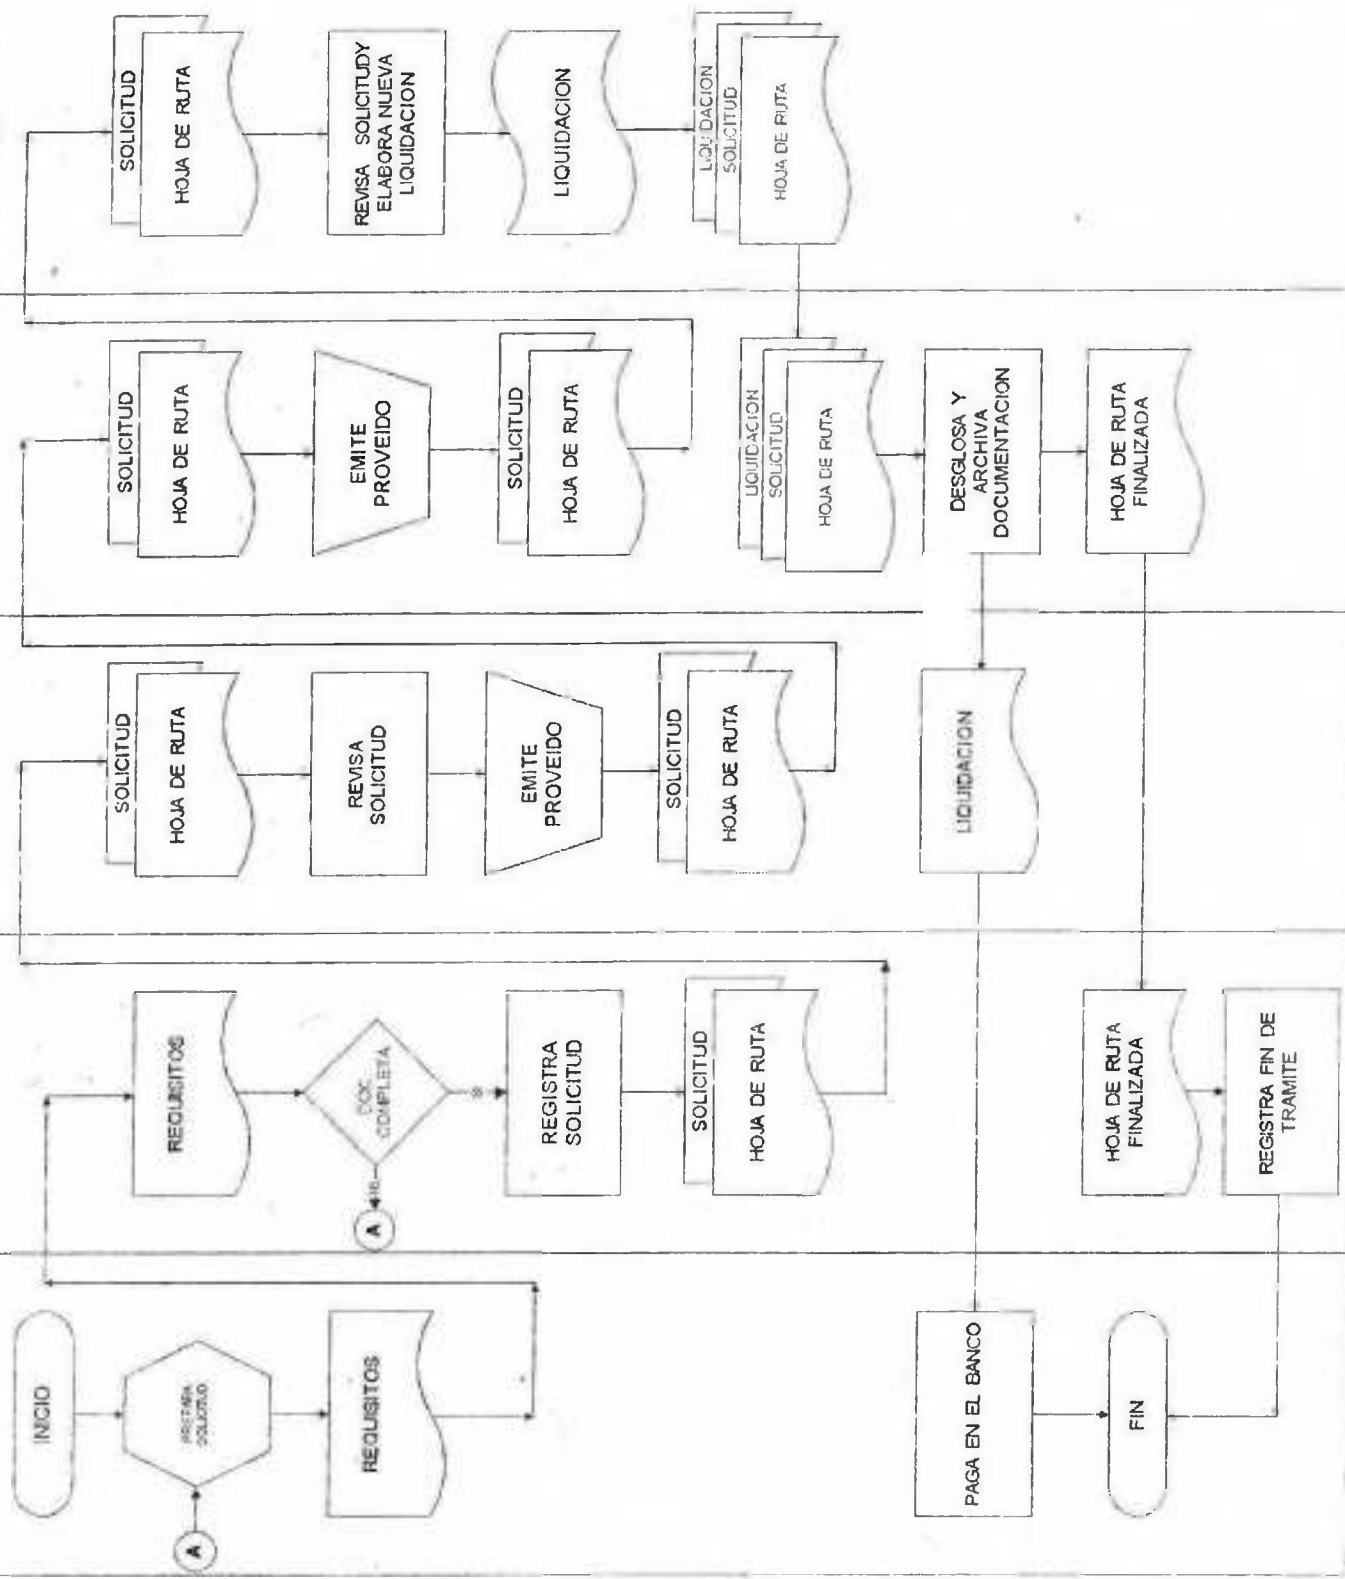 INICIO
PREPARA
SOLICITUD
A
REQUISITOS
PAGA EN EL BANCO
FIN
REQUISITOS
DOC.
COMPLETA
SI
A
REGISTRA
SOLICITUD
SOLICITUD
HOJA DE RUTA
HOJA DE RUTA
FINALIZADA
REGISTRA FIN DE
TRAMITE
SOLICITUD
HOJA DE RUTA
REVISA
SOLICITUD
EMITE
PROVEIDO
SOLICITUD
HOJA DE RUTA
LIQUIDACION
SOLICITUD
HOJA DE RUTA
EMITE
PROVEIDO
SOLICITUD
HOJA DE RUTA
LIQUIDACION
SOLICITUD
HOJA DE RUTA
DESGLOSA Y
ARCHIVA
DOCUMENTACION
HOJA DE RUTA
FINALIZADA
SOLICITUD
HOJA DE RUTA
REVISA SOLICITUDY
ELABORA NUEVA
LIQUIDACION
LIQUIDACION
LIQUIDACION
SOLICITUD
HOJA DE RUTA